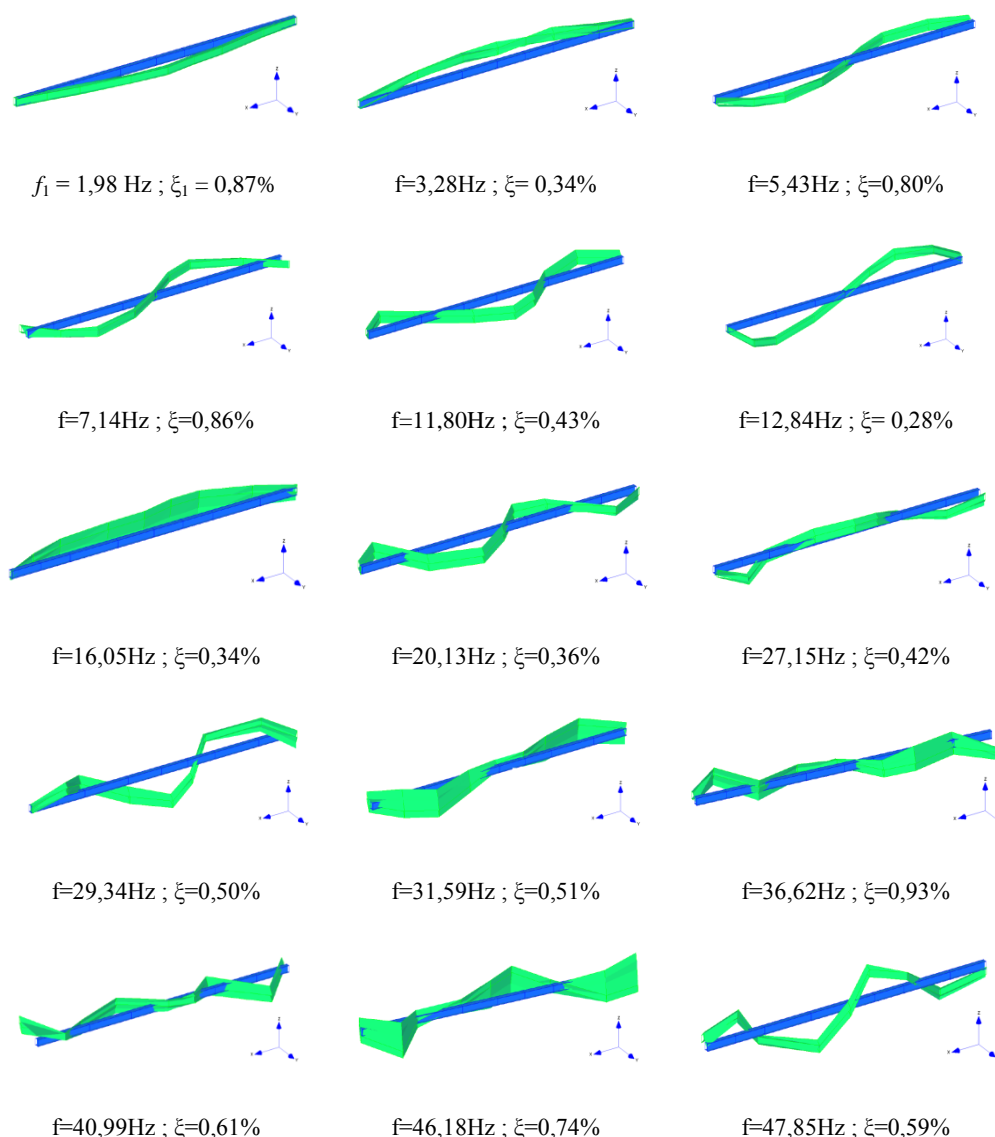 f₁ = 1,98 Hz ; ξ₁ = 0,87%
f=3,28Hz ; ξ= 0,34%
f=5,43Hz ; ξ=0,80%
f=7,14Hz ; ξ=0,86%
f=11,80Hz ; ξ=0,43%
f=12,84Hz ; ξ= 0,28%
f=16,05Hz ; ξ=0,34%
f=20,13Hz ; ξ=0,36%
f=27,15Hz ; ξ=0,42%
f=29,34Hz ; ξ=0,50%
f=31,59Hz ; ξ=0,51%
f=36,62Hz ; ξ=0,93%
f=40,99Hz ; ξ=0,61%
f=46,18Hz ; ξ=0,74%
f=47,85Hz ; ξ=0,59%